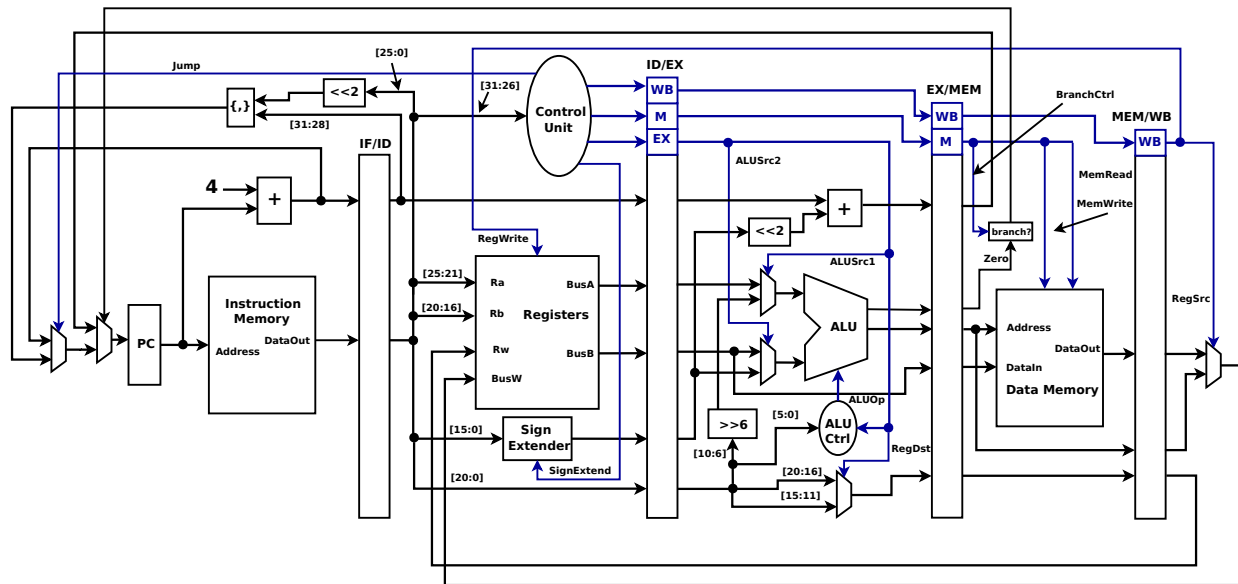 [25:0]
ID/EX
Jump
[31:26]
<<2
{,}
[31:28]
Control
Unit
WB
M
EX
EX/MEM
BranchCtrl
WB
M
MEM/WB
WB
IF/ID
ALUSrc2
MemRead
MemWrite
4
+
+
<<2
branch?
RegWrite
Zero
ALUSrc1
[25:21]
Ra
BusA
[20:16]
Rb
Registers
Rw
BusB
BusW
Instruction
Memory
DataOut
Address
PC
ALU
Address
DataOut
DataIn
Data Memory
RegSrc
ALUOp
>>6
[5:0]
ALU
Ctrl
[15:0]
Sign
Extender
[10:6]
RegDst
SignExtend
[20:0]
[20:16]
[15:11]